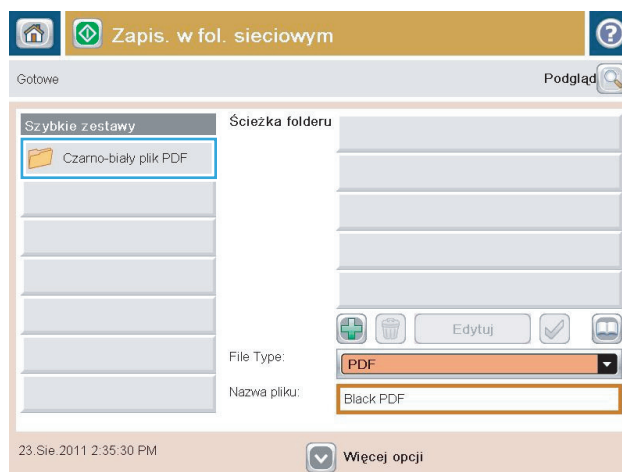 Zapis. w fol. sieciowym
Gotowe
Podgląd
Szybkie zestawy
Czarno-biały plik PDF
Ścieżka folderu
Edytuj
File Type:
PDF
Nazwa pliku:
Black PDF
23.Sie.2011 2:35:30 PM
Więcej opcji